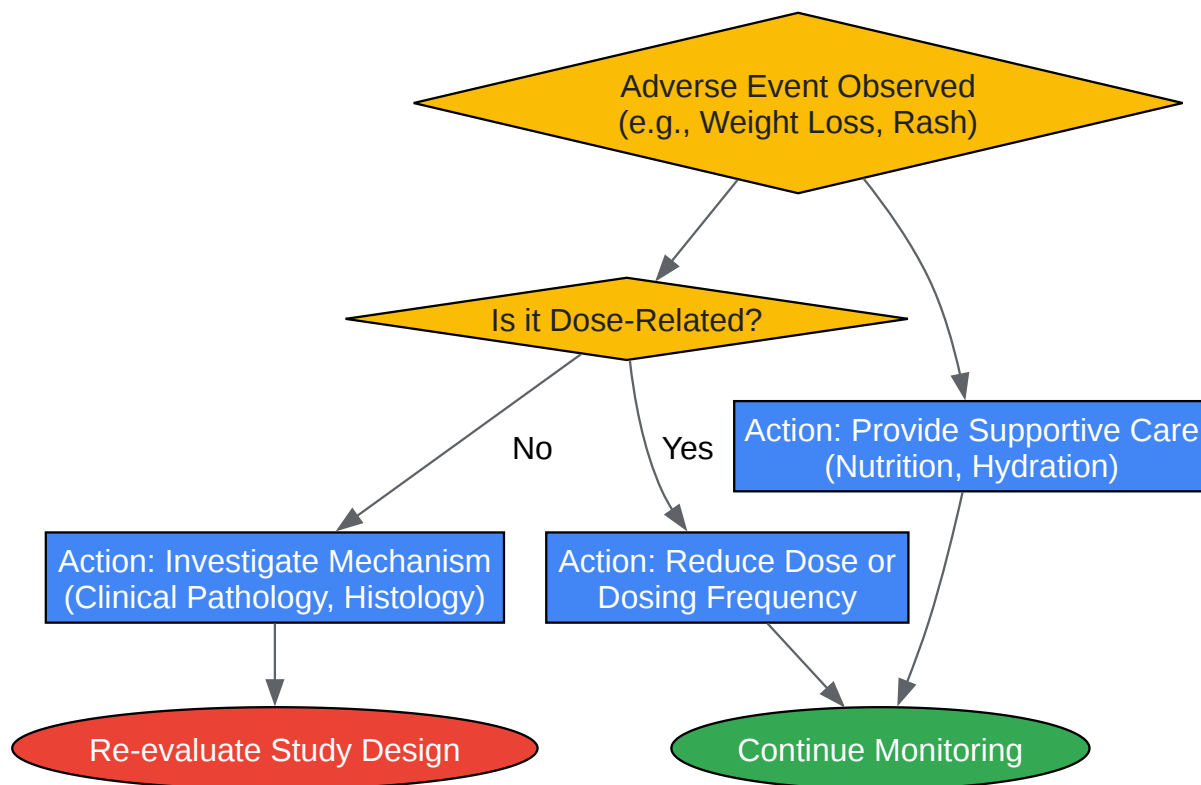 Adverse Event Observed
(e.g., Weight Loss, Rash)
Is it Dose-Related?
No
Yes
Action: Provide Supportive Care
(Nutrition, Hydration)
Action: Investigate Mechanism
(Clinical Pathology, Histology)
Action: Reduce Dose or
Dosing Frequency
Re-evaluate Study Design
Continue Monitoring